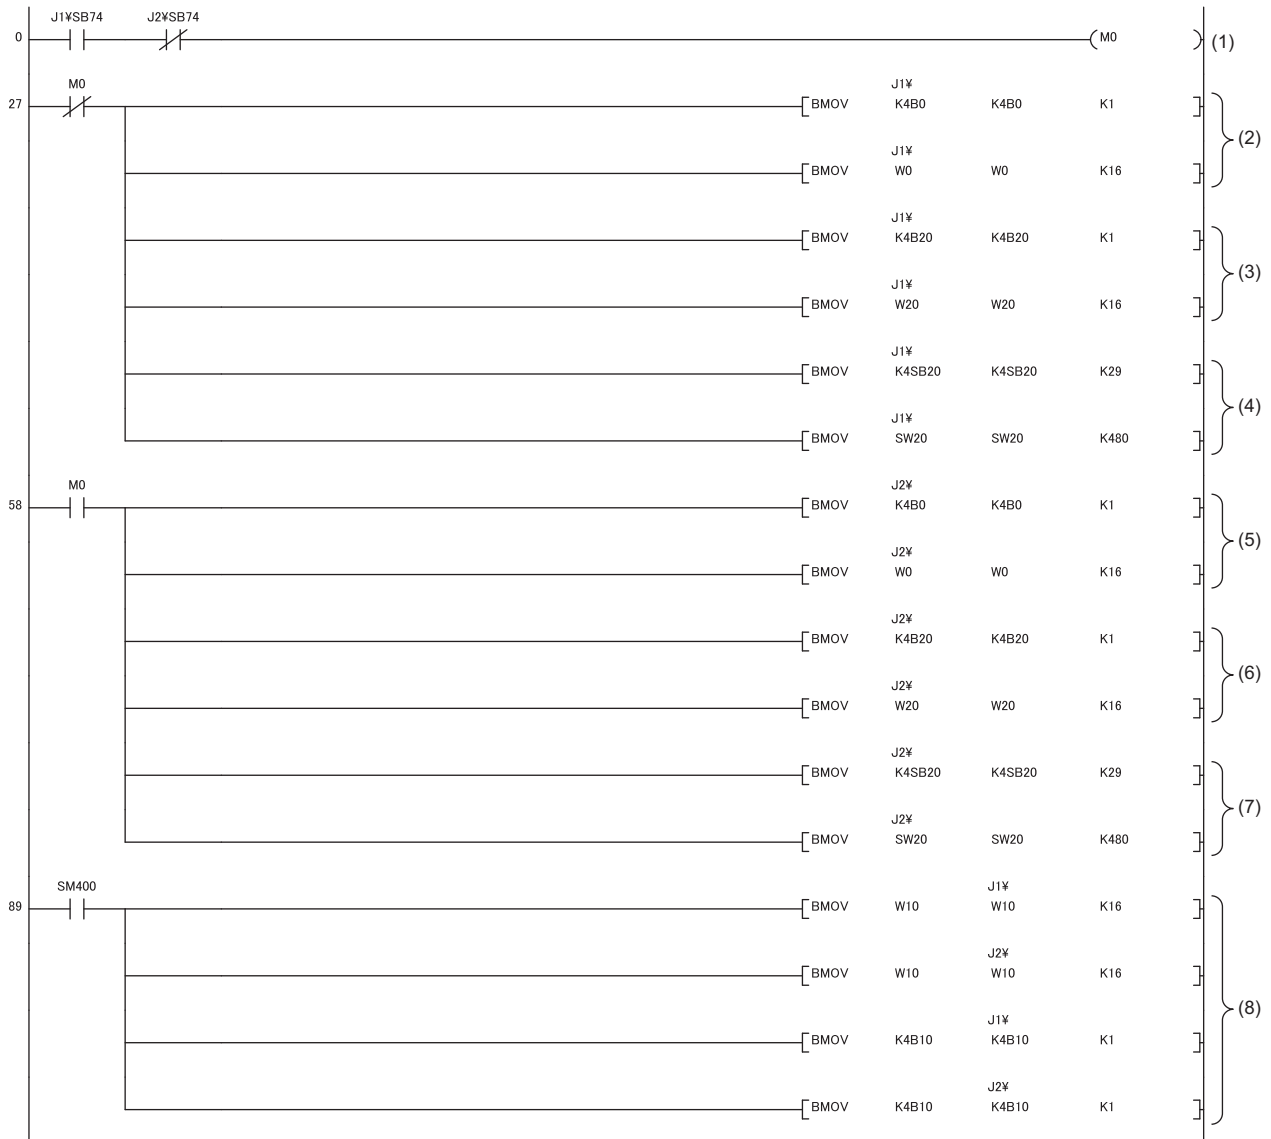 J1¥SB74 J2¥SB74
0 M0 (1)
M0 J1¥
27 BMOV K4B0 K4B0 K1
(2)
J1¥
BMOV W0 W0 K16
J1¥
BMOV K4B20 K4B20 K1
(3)
J1¥
BMOV W20 W20 K16
J1¥
BMOV K4SB20 K4SB20 K29
(4)
J1¥
BMOV SW20 SW20 K480
M0 J2¥
58 BMOV K4B0 K4B0 K1
(5)
J2¥
BMOV W0 W0 K16
J2¥
BMOV K4B20 K4B20 K1
(6)
J2¥
BMOV W20 W20 K16
J2¥
BMOV K4SB20 K4SB20 K29
(7)
J2¥
BMOV SW20 SW20 K480
SM400 J1¥
89 BMOV W10 W10 K16
J2¥
BMOV W10 W10 K16
(8)
J1¥
BMOV K4B10 K4B10 K1
J2¥
BMOV K4B10 K4B10 K1